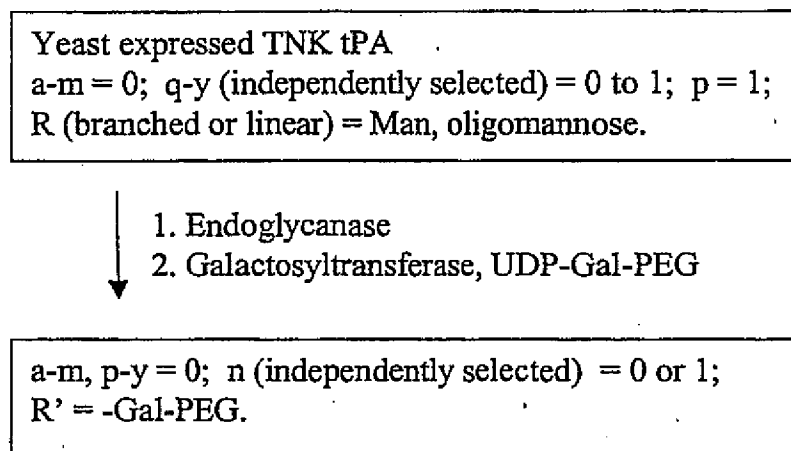 Yeast expressed TNK tPA
a-m = 0; q-y (independently selected) = 0 to 1; p = 1;
R (branched or linear) = Man, oligomannose.
1. Endoglycanase
2. Galactosyltransferase, UDP-Gal-PEG
a-m, p-y = 0; n (independently selected) = 0 or 1;
R’ = -Gal-PEG.